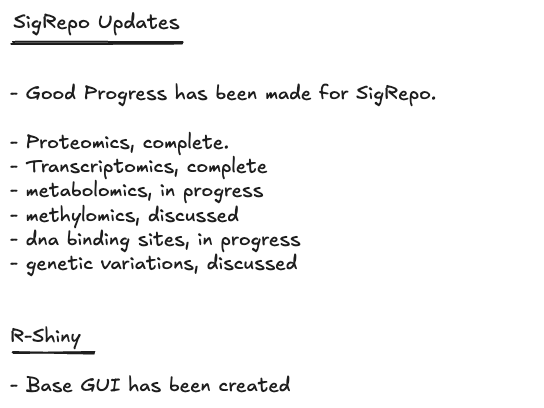 SigRepo Updates
- Good Progress has been made for SigRepo.
- Proteomics, complete.
- Transcriptomics, complete
- metabolomics, in progress
- methylomics, discussed
- dna binding sites, in progress
- genetic variations, discussed
R-Shiny
- Base GUI has been created